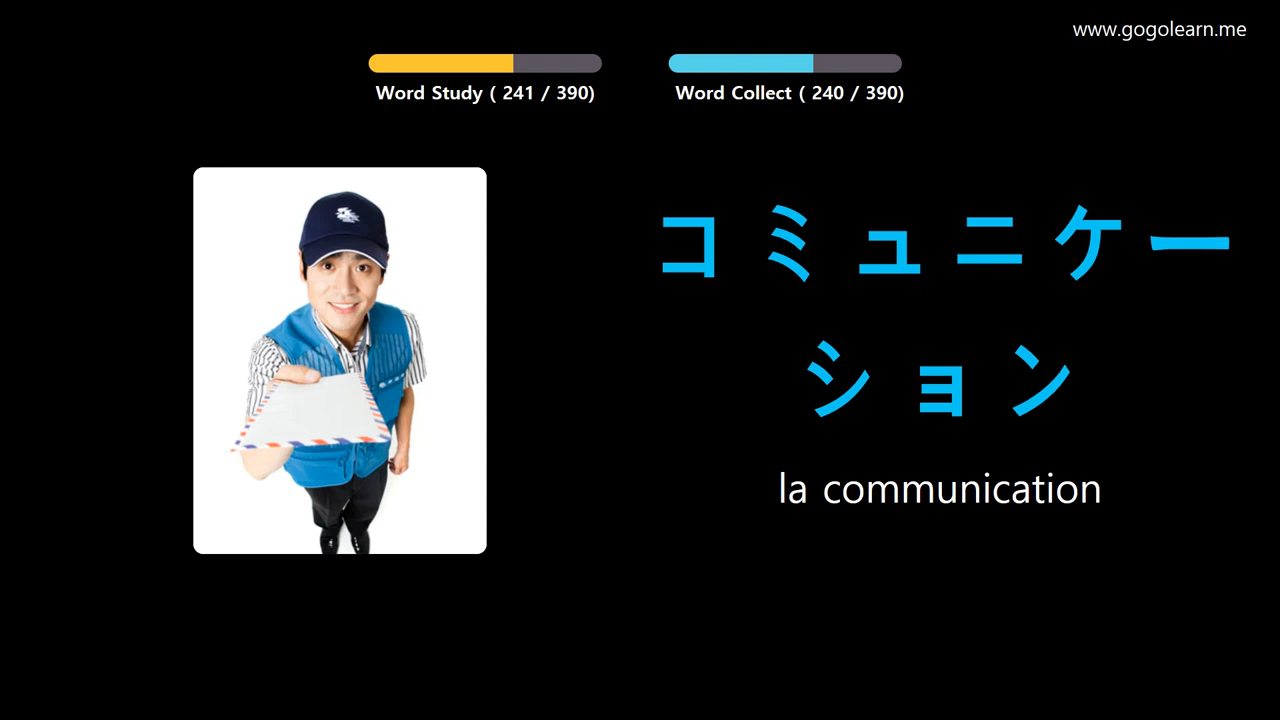 www.gogolearn.me
Word Study ( 241 / 390)
Word Collect ( 240 / 390)
コミュニケー
ション
la communication